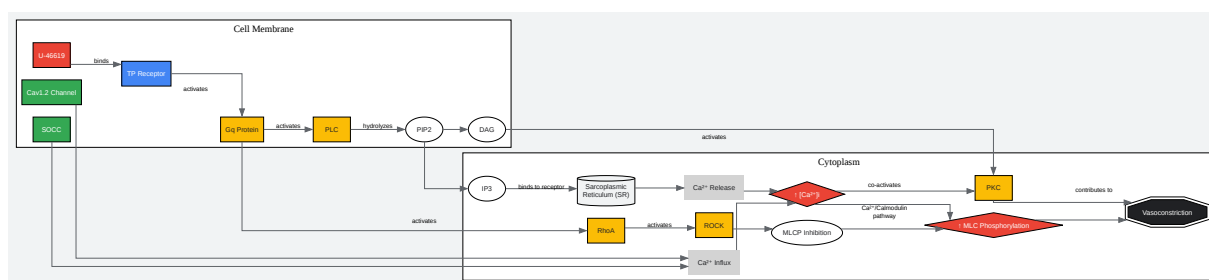 Cell Membrane
U-46619
binds
TP Receptor
Cav1.2 Channel
activates
SOCC
Gq Protein
activates
PLC
hydrolyzes
PIP2
DAG
activates
Cytoplasm
IP3
binds to receptor
Sarcoplasmic
Reticulum (SR)
Ca²⁺ Release
↑ [Ca²⁺]i
co-activates
PKC
contributes to
Ca²⁺/Calmodulin
pathway
Vasoconstriction
activates
RhoA
activates
ROCK
MLCP Inhibition
↑ MLC Phosphorylation
Ca²⁺ Influx